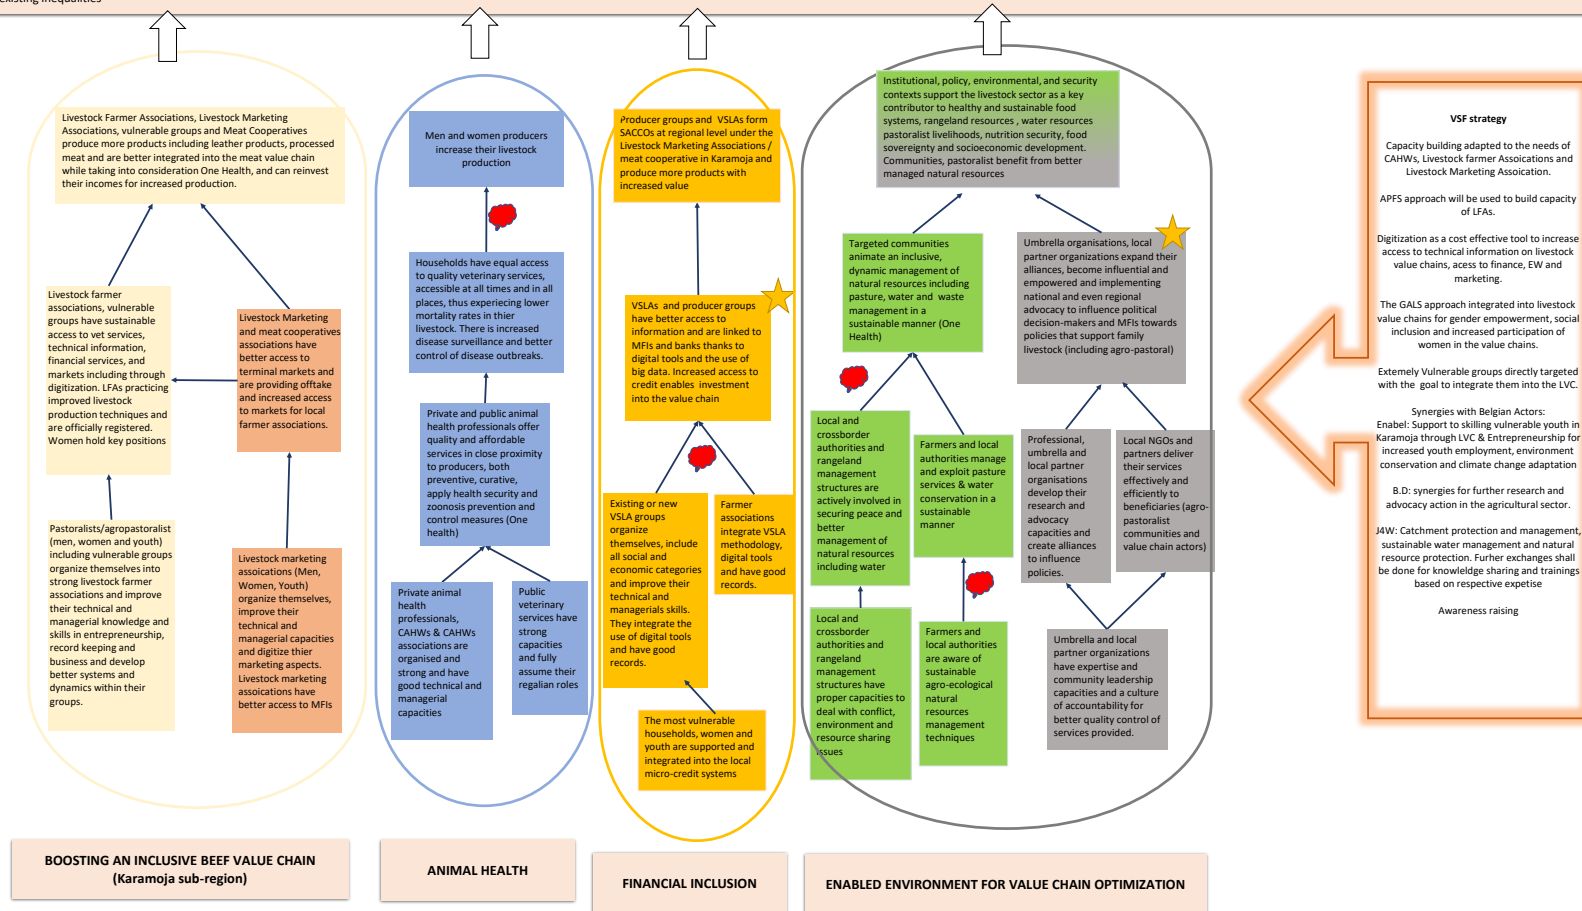 existing inequalities
Livestock Farmer Associations, Livestock Marketing
Associations, vulnerable groups and Meat Cooperatives
produce more products including leather products, processed
meat and are better integrated into the meat value chain
while taking into consideration One Health, and can reinvest
their incomes for increased production.
Livestock farmer
associations, vulnerable
groups have sustainable
access to vet services,
technical information,
financial services, and
markets including through
digitization. LFAs practicing
improved livestock
production techniques and
are officially registered.
Women hold key positions
Livestock Marketing
and meat cooperatives
associations have
better access to
terminal markets and
are providing offtake
and increased access
to markets for local
farmer associations.
Pastoralists/agropastoralist
(men, women and youth)
including vulnerable groups
organize themselves into
strong livestock farmer
associations and improve
their technical and
managerial knowledge and
skills in entrepreneurship,
record keeping and
business and develop
better systems and
dynamics within their
groups.
Livestock marketing
assoications (Men,
Women, Youth)
organize themselves,
improve their
technical and
managerial capacities
and digitize thier
marketing aspects.
Livestock marketing
assoications have
better access to MFIs
BOOSTING AN INCLUSIVE BEEF VALUE CHAIN
(Karamoja sub-region)
Men and women producers
increase their livestock
production
Households have equal access
to quality veterinary services,
accessible at all times and in all
places, thus experiecing lower
mortality rates in thier
livestock. There is increased
disease surveillance and better
control of disease outbreaks.
Private and public animal
health professionals offer
quality and affordable
services in close proximity
to producers, both
preventive, curative,
apply health security and
zoonosis prevention and
control measures (One
health)
Private animal
health
professionals,
CAHWs & CAHWs
associations are
organised and
strong and have
good technical and
managerial
capacities
Public
veterinary
services have
strong
capacities
and fully
assume their
regalian roles
ANIMAL HEALTH
Producer groups and VSLAs form
SACCOs at regional level under the
Livestock Marketing Associations /
meat cooperative in Karamoja and
produce more products with
increased value
VSLAs and producer groups
have better access to
information and are linked to
MFIs and banks thanks to
digital tools and the use of
big data. Increased access to
credit enables investment
into the value chain
Existing or new
VSLA groups
organize
themselves, include
all social and
economic categories
and improve their
technical and
managerials skills.
They integrate the
use of digital tools
and have good
records.
Farmer
associations
integrate VSLA
methodology,
digital tools
and have good
records.
The most vulnerable
households, women and
youth are supported and
integrated into the local
micro-credit systems
FINANCIAL INCLUSION
Institutional, policy, environmental, and security
contexts support the livestock sector as a key
contributor to healthy and sustainable food
systems, rangeland resources , water resources
pastoralist livelihoods, nutrition security, food
sovereignty and socioeconomic development.
Communities, pastoralist benefit from better
managed natural resources
Targeted communities
animate an inclusive,
dynamic management of
natural resources including
pasture, water and waste
management in a
sustainable manner (One
Health)
Umbrella organisations, local
partner organizations expand their
alliances, become influential and
empowered and implementing
national and even regional
advocacy to influence political
decision-makers and MFIs towards
policies that support family
livestock (including agro-pastoral)
Local and
crossborder
authorities and
rangeland
management
structures are
actively involved in
securing peace and
better
management of
natural resources
including water
Farmers and local
authorities manage
and exploit pasture
services & water
conservation in a
sustainable
manner
Professional,
umbrella and
local partner
organisations
develop their
research and
advocacy
capacities and
create alliances
to influence
policies.
Local NGOs and
partners deliver
their services
effectively and
efficiently to
beneficiaries (agro-
pastoralist
communities and
value chain actors)
Local and
crossborder
authorities and
rangeland
management
structures have
proper capacities to
deal with conflict,
environment and
resource sharing
issues
Farmers and
local authorities
are aware of
sustainable
agro-ecological
natural
resources
management
techniques
Umbrella and local
partner organizations
have expertise and
community leadership
capacities and a culture
of accountability for
better quality control of
services provided.
ENABLED ENVIRONMENT FOR VALUE CHAIN OPTIMIZATION
VSF strategy
Capacity building adapted to the needs of
CAHWs, Livestock farmer Assoications and
Livestock Marketing Assoication.
APFS approach will be used to build capacity
of LFAs.
Digitization as a cost effective tool to increase
access to technical information on livestock
value chains, acess to finance, EW and
marketing.
The GALS approach integrated into livestock
value chains for gender empowerment, social
inclusion and increased participation of
women in the value chains.
Extemely Vulnerable groups directly targeted
with the goal to integrate them into the LVC.
Synergies with Belgian Actors:
Enabel: Support to skilling vulnerable youth in
Karamoja through LVC & Entrepreneurship for
increased youth employment, environment
conservation and climate change adaptation
B.D: synergies for further research and
advocacy action in the agricultural sector.
J4W: Catchment protection and management,
sustainable water management and natural
resource protection. Further exchanges shall
be done for knowledge sharing and trainings
based on respective expetise
Awareness raising